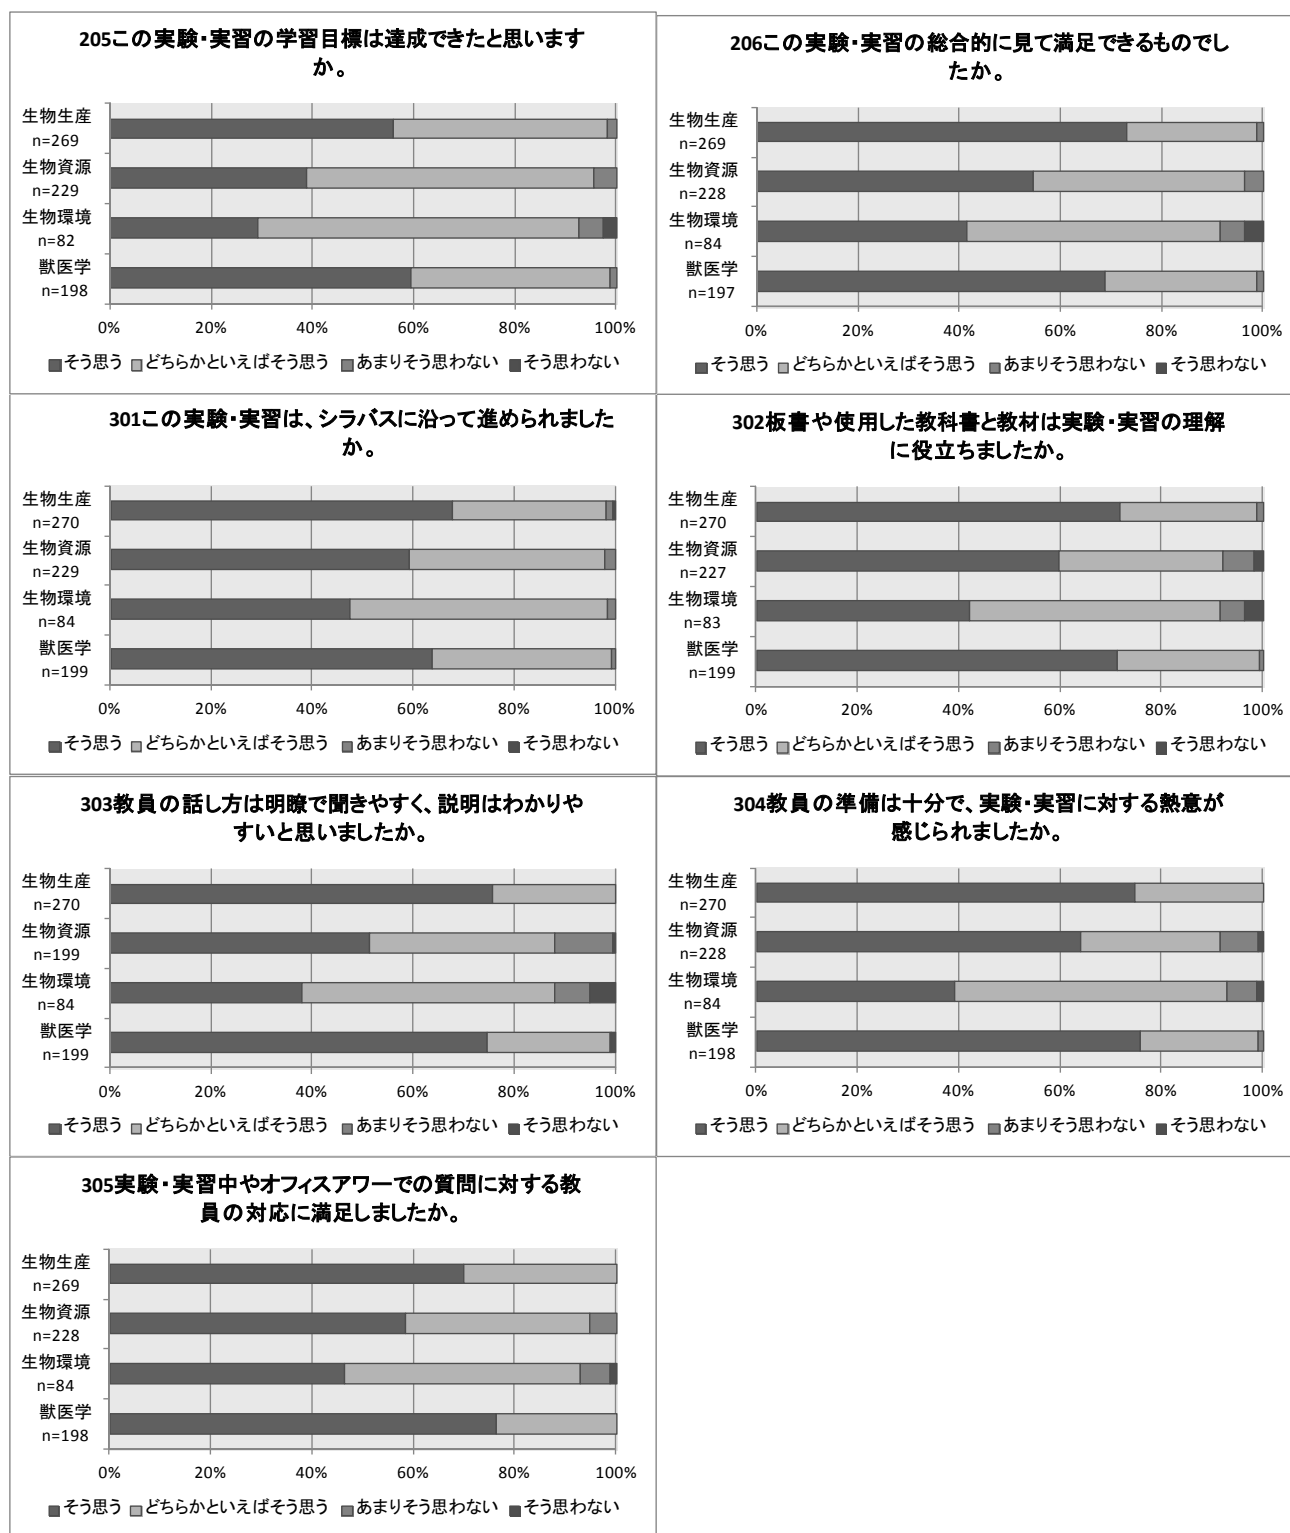 205この実験・実習の学習目標は達成できたと思います
か。
生物生産
n=269
生物資源
n=229
生物環境
n=82
獣医学
n=198
0% 20% 40% 60% 80% 100%
そう思う どちらかといえばそう思う あまりそう思わない そう思わない
206この実験・実習の総合的に見て満足できるものでし
たか。
生物生産
n=269
生物資源
n=228
生物環境
n=84
獣医学
n=197
0% 20% 40% 60% 80% 100%
そう思う どちらかといえばそう思う あまりそう思わない そう思わない
301この実験・実習は、シラバスに沿って進められました
か。
生物生産
n=270
生物資源
n=229
生物環境
n=84
獣医学
n=199
0% 20% 40% 60% 80% 100%
そう思う どちらかといえばそう思う あまりそう思わない そう思わない
302板書や使用した教科書と教材は実験・実習の理解
に役立ちましたか。
生物生産
n=270
生物資源
n=227
生物環境
n=83
獣医学
n=199
0% 20% 40% 60% 80% 100%
そう思う どちらかといえばそう思う あまりそう思わない そう思わない
303教員の話し方は明瞭で聞きやすく、説明はわかりや
すいと思いましたか。
生物生産
n=270
生物資源
n=199
生物環境
n=84
獣医学
n=199
0% 20% 40% 60% 80% 100%
そう思う どちらかといえばそう思う あまりそう思わない そう思わない
304教員の準備は十分で、実験・実習に対する熱意が
感じられましたか。
生物生産
n=270
生物資源
n=228
生物環境
n=84
獣医学
n=198
0% 20% 40% 60% 80% 100%
そう思う どちらかといえばそう思う あまりそう思わない そう思わない
305実験・実習中やオフィスアワーでの質問に対する教
員の対応に満足しましたか。
生物生産
n=269
生物資源
n=228
生物環境
n=84
獣医学
n=198
0% 20% 40% 60% 80% 100%
そう思う どちらかといえばそう思う あまりそう思わない そう思わない